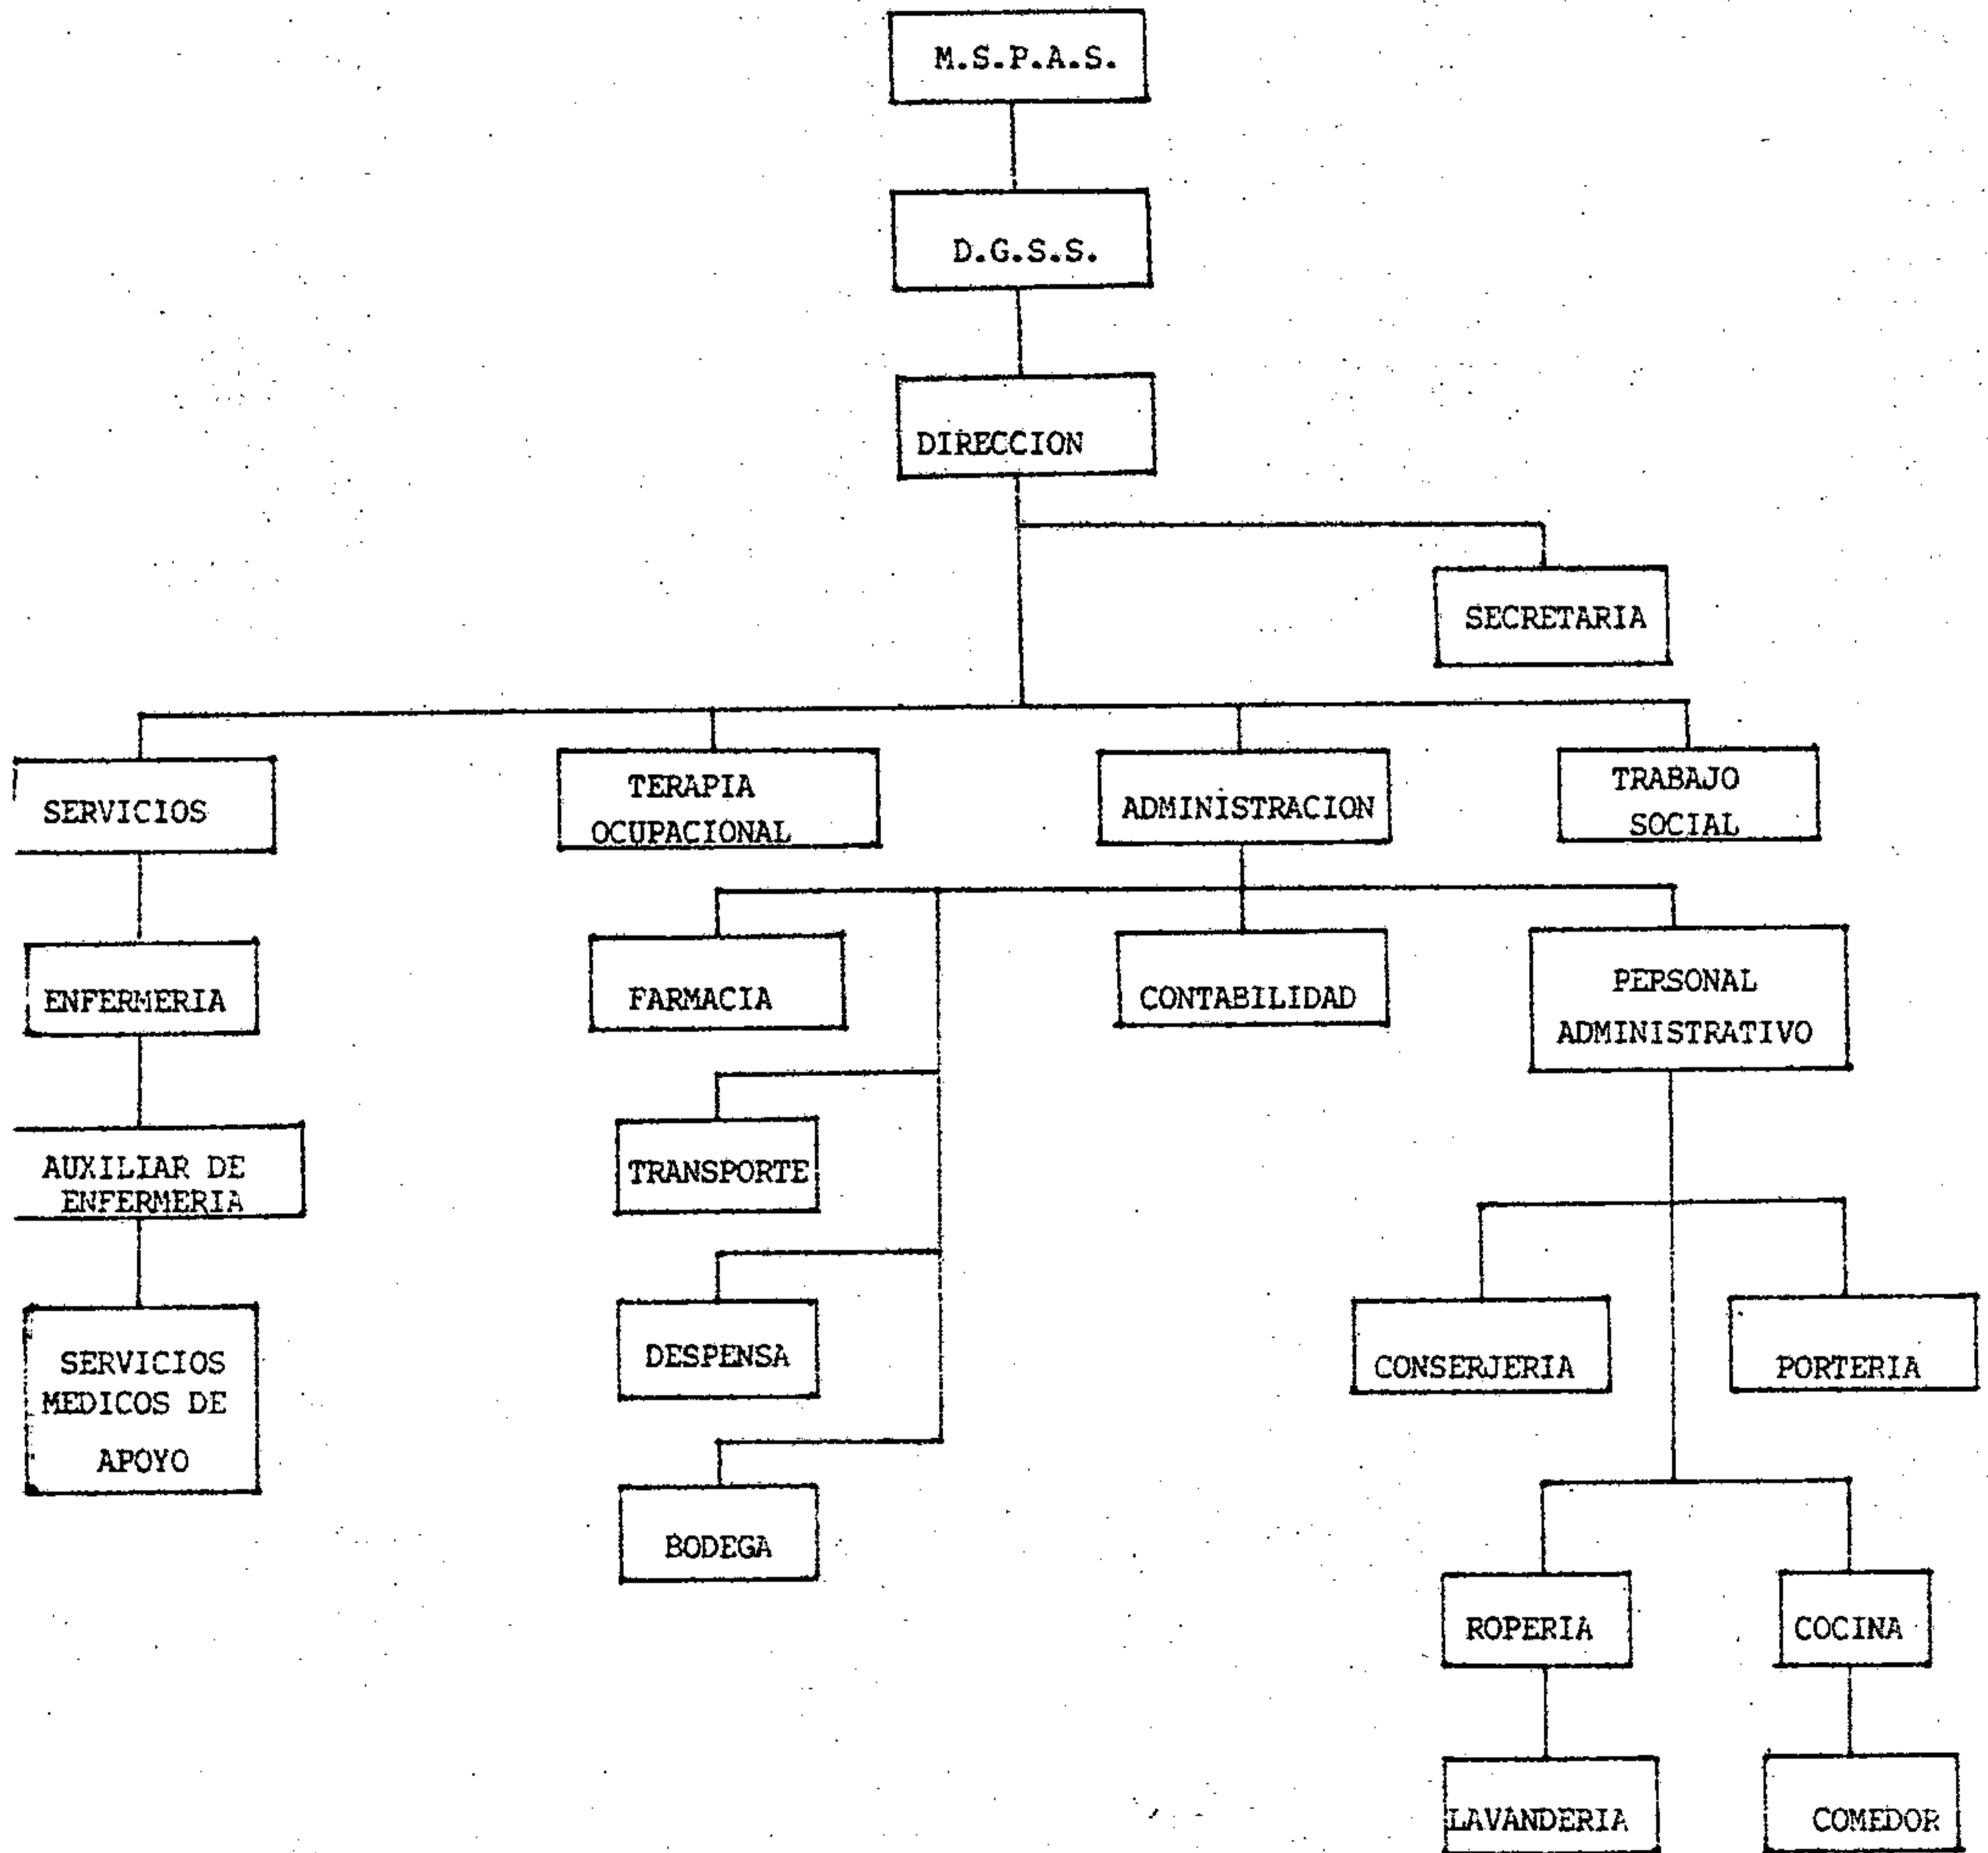 M.S.P.A.S.
D.G.S.S.
DIRECCION
SECRETARIA
SERVICIOS
TERAPIA
OCUPACIONAL
ADMINISTRACION
TRABAJO
SOCIAL
ENFERMERIA
FARMACIA
CONTABILIDAD
PERSONAL
ADMINISTRATIVO
AUXILIAR DE
ENFERMERIA
TRANSPORTE
SERVICIOS
MEDICOS DE
APOYO
DESPENSA
CONSERJERIA
PORTERIA
BODEGA
ROPERIA
COCINA
LAVANDERIA
COMEDOR